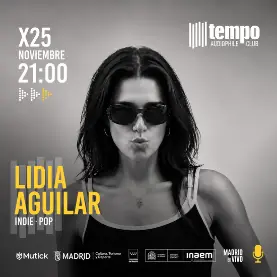 X25
NOVIEMBRE
21:00
tempo
AUDIOPHILE CLUB
LIDIA
AGUILAR
INDIE · POP
Mutick
MADRID
inaem
MADRID
EN VIVO